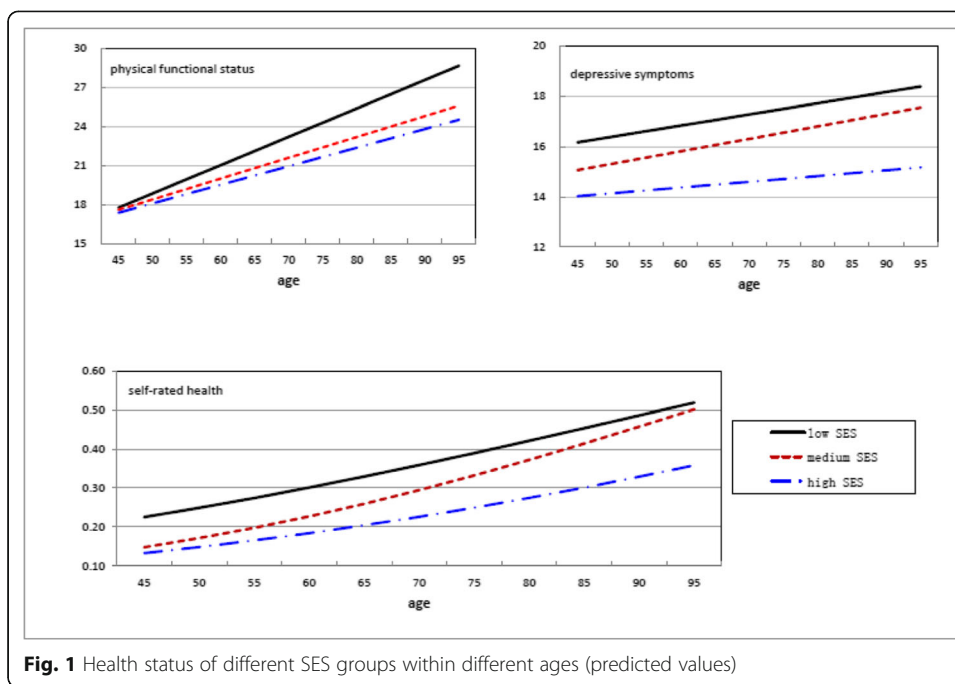 30
27
24
21
18
15
physical functional status
45 50 55 60 65 70 75 80 85 90 95
age
20
18
16
14
12
depressive symptoms
45 50 55 60 65 70 75 80 85 90 95
age
0.60
0.50
0.40
0.30
0.20
0.10
self-rated health
45 50 55 60 65 70 75 80 85 90 95
age
low SES
medium SES
high SES
Fig. 1 Health status of different SES groups within different ages (predicted values)